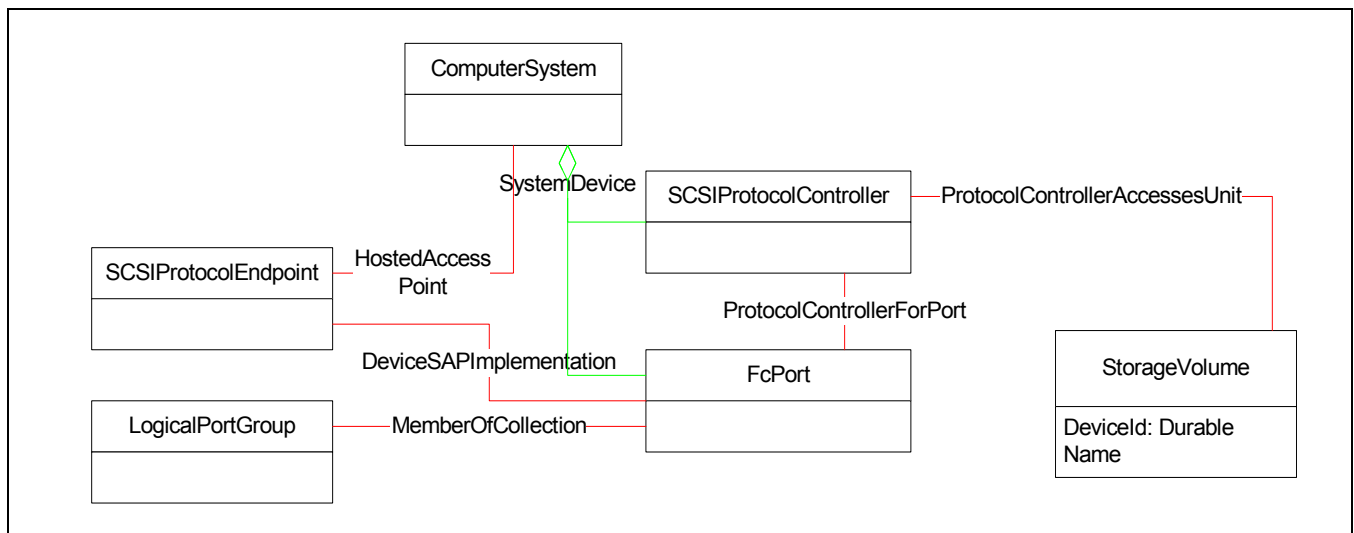 ComputerSystem
SystemDevice
SCSIProtocolController
ProtocolControllerAccessesUnit
SCSIProtocolEndpoint
HostedAccess
Point
ProtocolControllerForPort
DeviceSAPImplementation
FcPort
StorageVolume
LogicalPortGroup
MemberOfCollection
DeviceId: Durable
Name